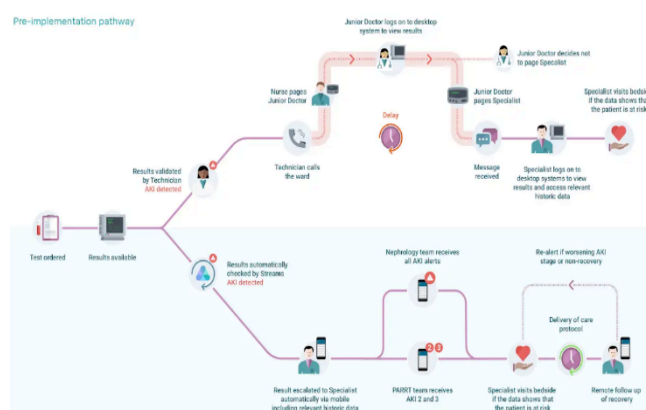 Pre-implementation pathway
Junior Doctor logs on to desktop
system to view results
Junior Doctor decides not
to page Specalist
Nurse pages
Junior Doctor
Junior Doctor
pages Specialist
Specialist visits bedside
if the data shows that
the patient is at risk
Delay
Results validated
by Technician
AKI detected
Technician calls
the ward
Message
received
Specialist logs on to
desktop systems to view
results and access relevant
historic data
Test ordered
Results available
Results automatically
checked by Streams
AKI detected
Nephrology team receives
all AKI alerts
Re-alert if worsening AKI
stage or non-recovery
Delivery of care
protocol
2 3
Result escalated to Specialist
automatically via mobile
including relevant historic data
PARRT team receives
AKI 2 and 3
Specialist visits bedside
if the data shows that
the patient is at risk
Remote follow up
of recovery